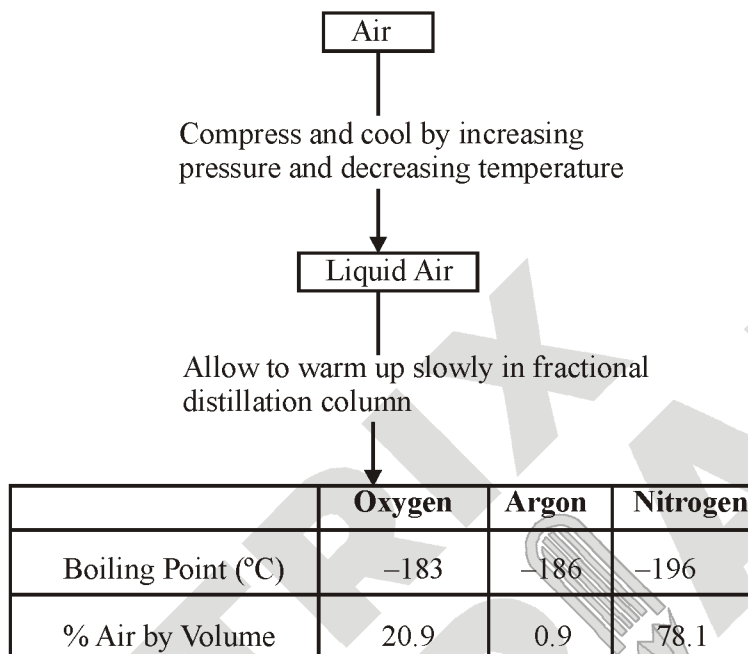 Air
Compress and cool by increasing
pressure and decreasing temperature
Liquid Air
Allow to warm up slowly in fractional
distillation column
Oxygen Argon Nitrogen
Boiling Point (ºC) –183 –186 –196
% Air by Volume 20.9 0.9 78.1